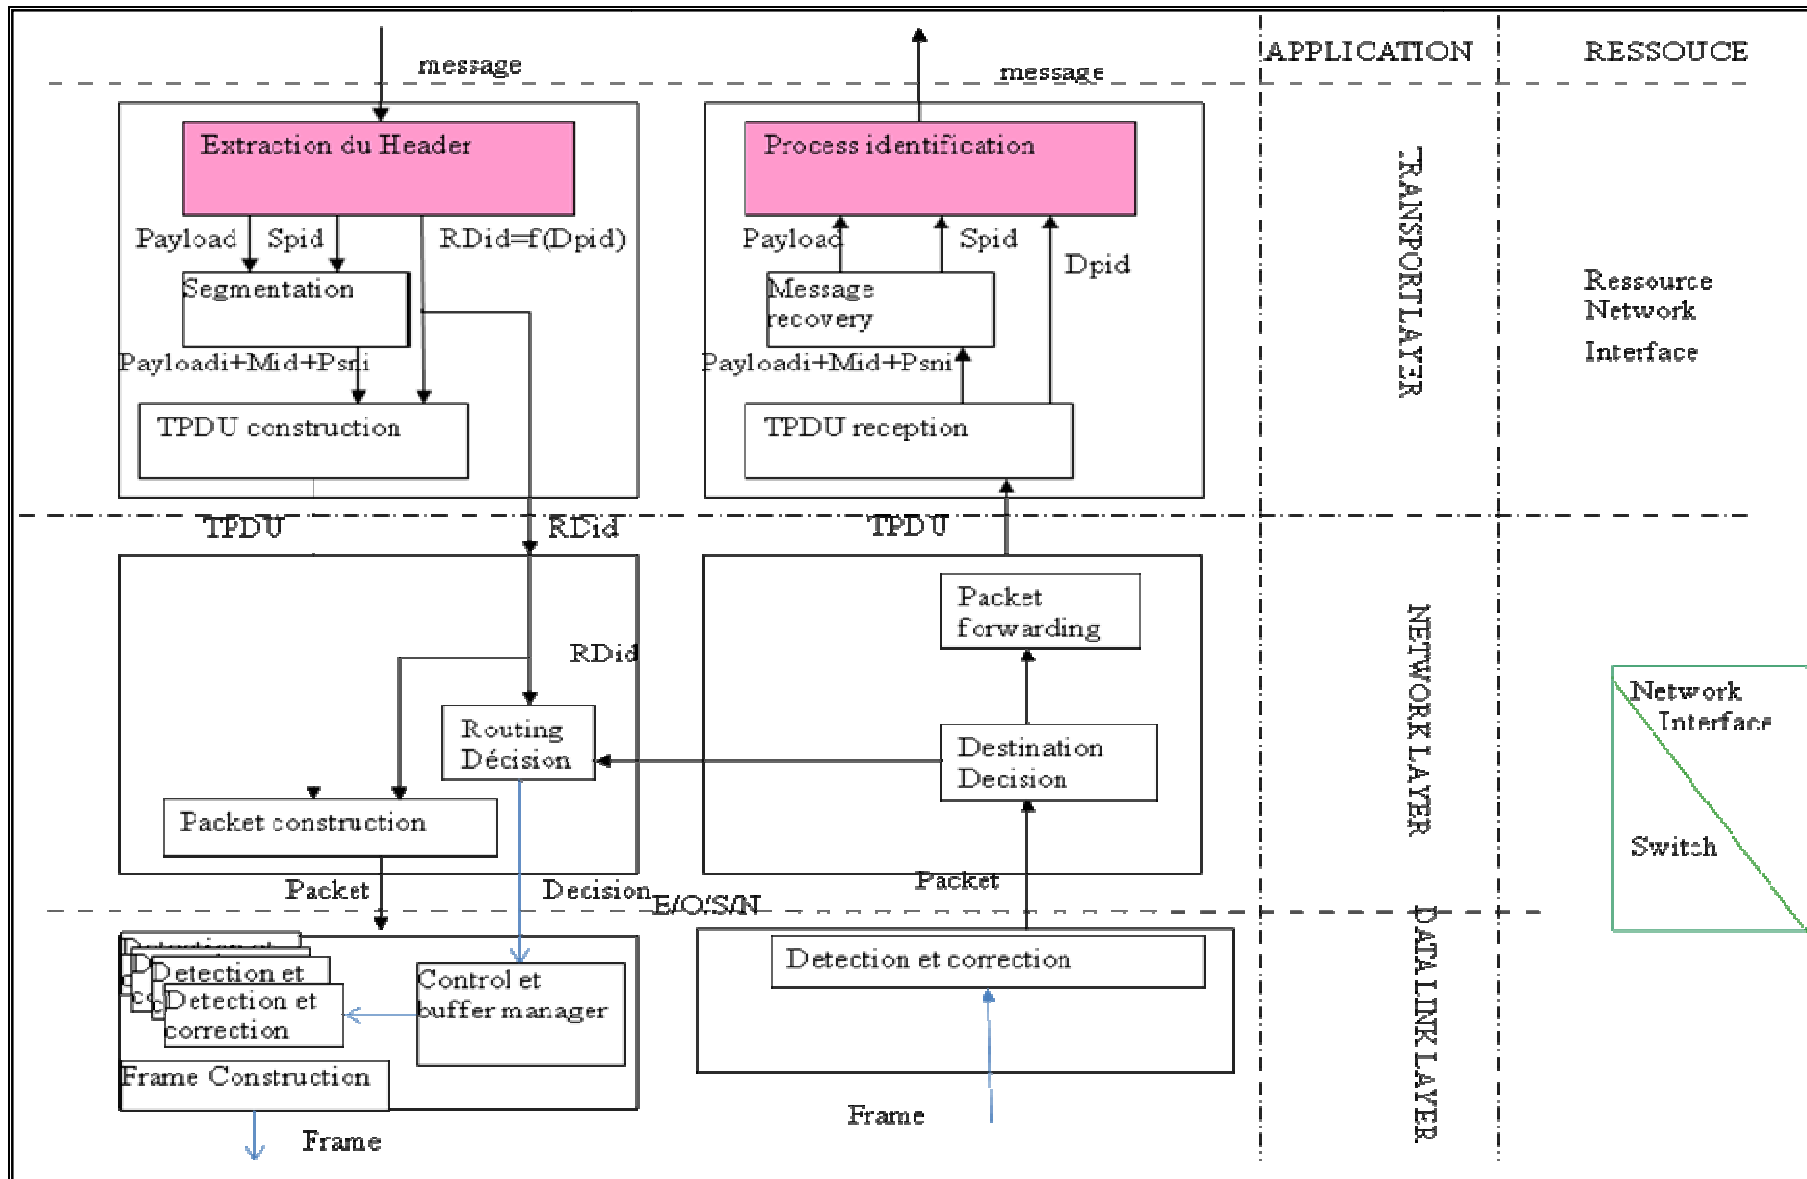 message
message
APPLICATION
RESSOUCE
Extraction du Header
Process identification
Payload
Spid
RDid=f(Dpid)
Payload
Spid
Dpid
Segmentation
Message
recovery
Payloadi+Mid+Psni
Payloadi+Mid+Psni
TPDU construction
TPDU reception
TRANSPORT LAYER
Ressource
Network
Interface
TPDU
RDid
TPDU
Packet
forwarding
RDid
Routing
Décision
Destination
Decision
Packet construction
NETWORK LAYER
Network
Interface
Switch
Packet
Decision
E/O/S/N
Packet
Detection et
Detection et
Detection et
correction
Control et
buffer manager
Detection et correction
Frame Construction
Frame
Frame
DATA LINK LAYER